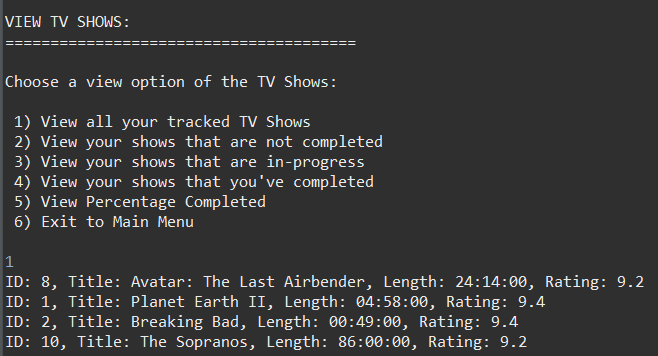 VIEW TV SHOWS:
=======================================
Choose a view option of the TV Shows:
1) View all your tracked TV Shows
2) View your shows that are not completed
3) View your shows that are in-progress
4) View your shows that you've completed
5) View Percentage Completed
6) Exit to Main Menu
1
ID: 8, Title: Avatar: The Last Airbender, Length: 24:14:00, Rating: 9.2
ID: 1, Title: Planet Earth II, Length: 04:58:00, Rating: 9.4
ID: 2, Title: Breaking Bad, Length: 00:49:00, Rating: 9.4
ID: 10, Title: The Sopranos, Length: 86:00:00, Rating: 9.2